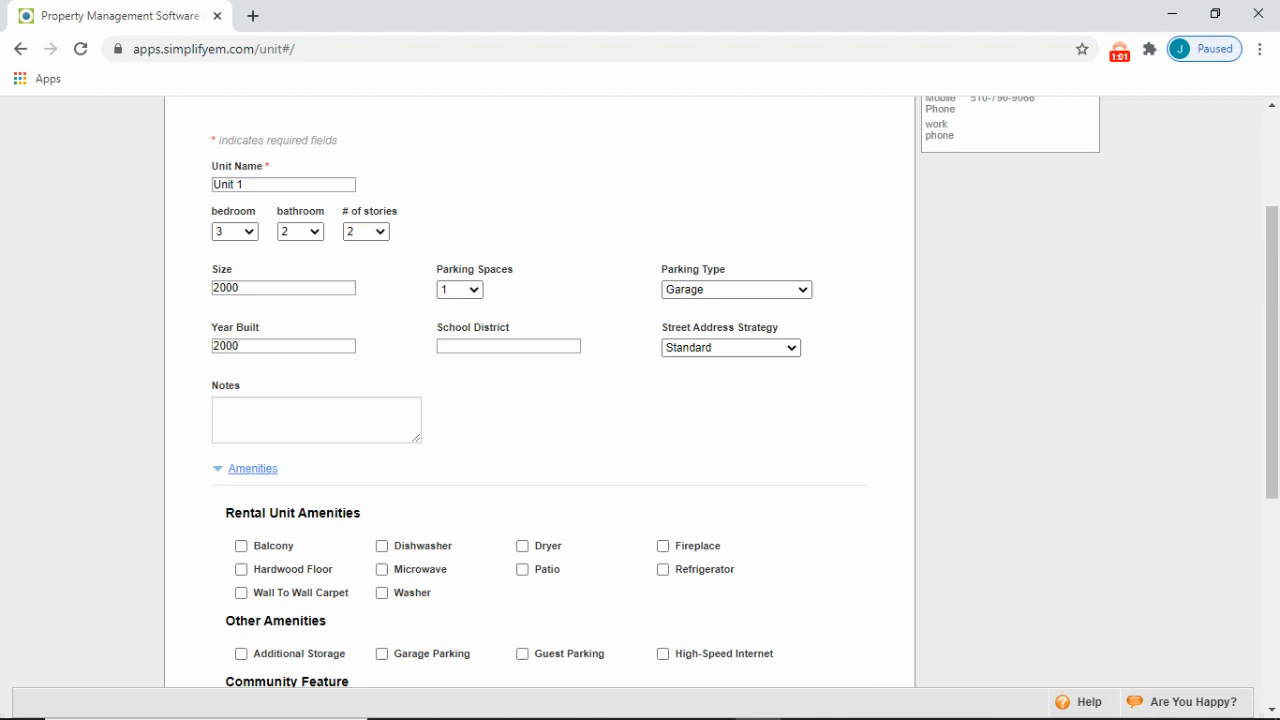 Property Management Software
apps.simplifyem.com/unit#/
1:01
J Paused
Apps
Mobile Phone 510-790-9066
work phone
* indicates required fields
Unit Name *
Unit 1
bedroom bathroom # of stories
3 2 2
Size Parking Spaces Parking Type
2000 1 Garage
Year Built School District Street Address Strategy
2000 Standard
Notes
Amenities
Rental Unit Amenities
Balcony Dishwasher Dryer Fireplace
Hardwood Floor Microwave Patio Refrigerator
Wall To Wall Carpet Washer
Other Amenities
Additional Storage Garage Parking Guest Parking High-Speed Internet
Community Feature
? Help Are You Happy?